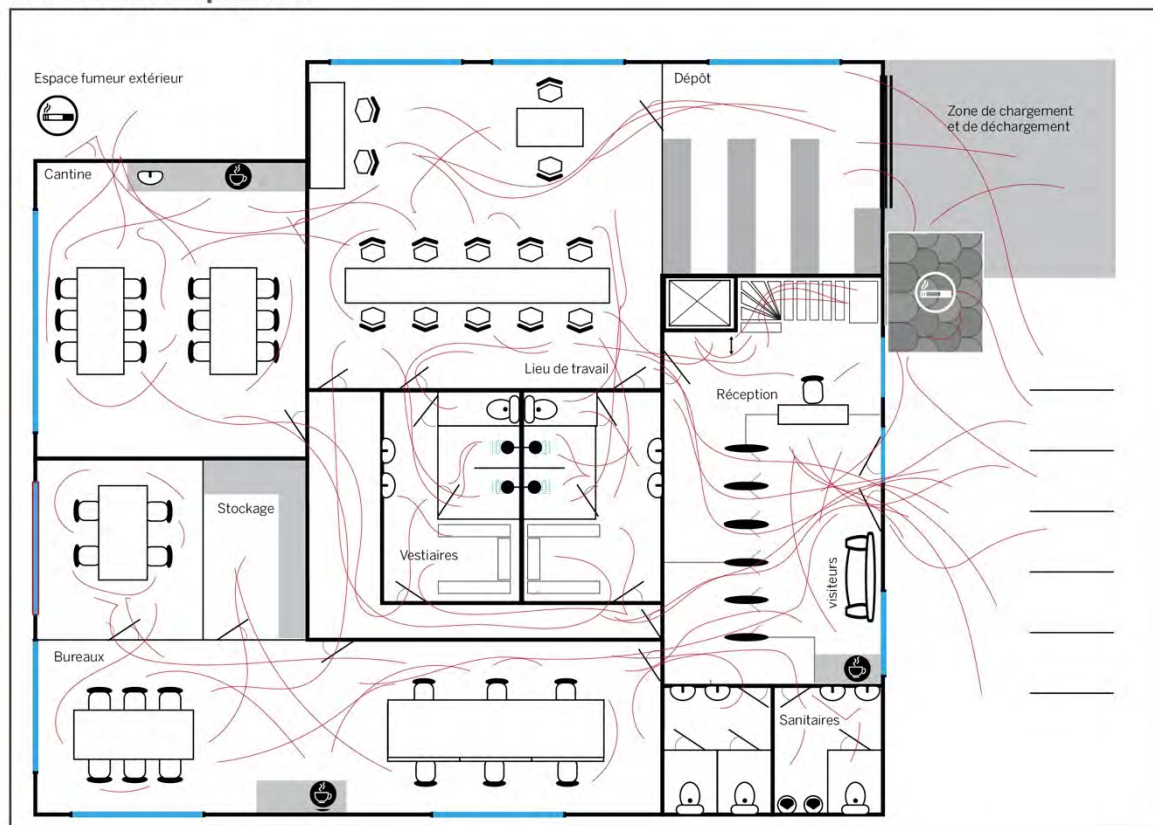 Espace fumeur extérieur
Dépôt
Zone de chargement
et de déchargement
Cantine
Lieu de travail
Réception
Stockage
Vestiaires
visiteurs
Bureaux
Sanitaires